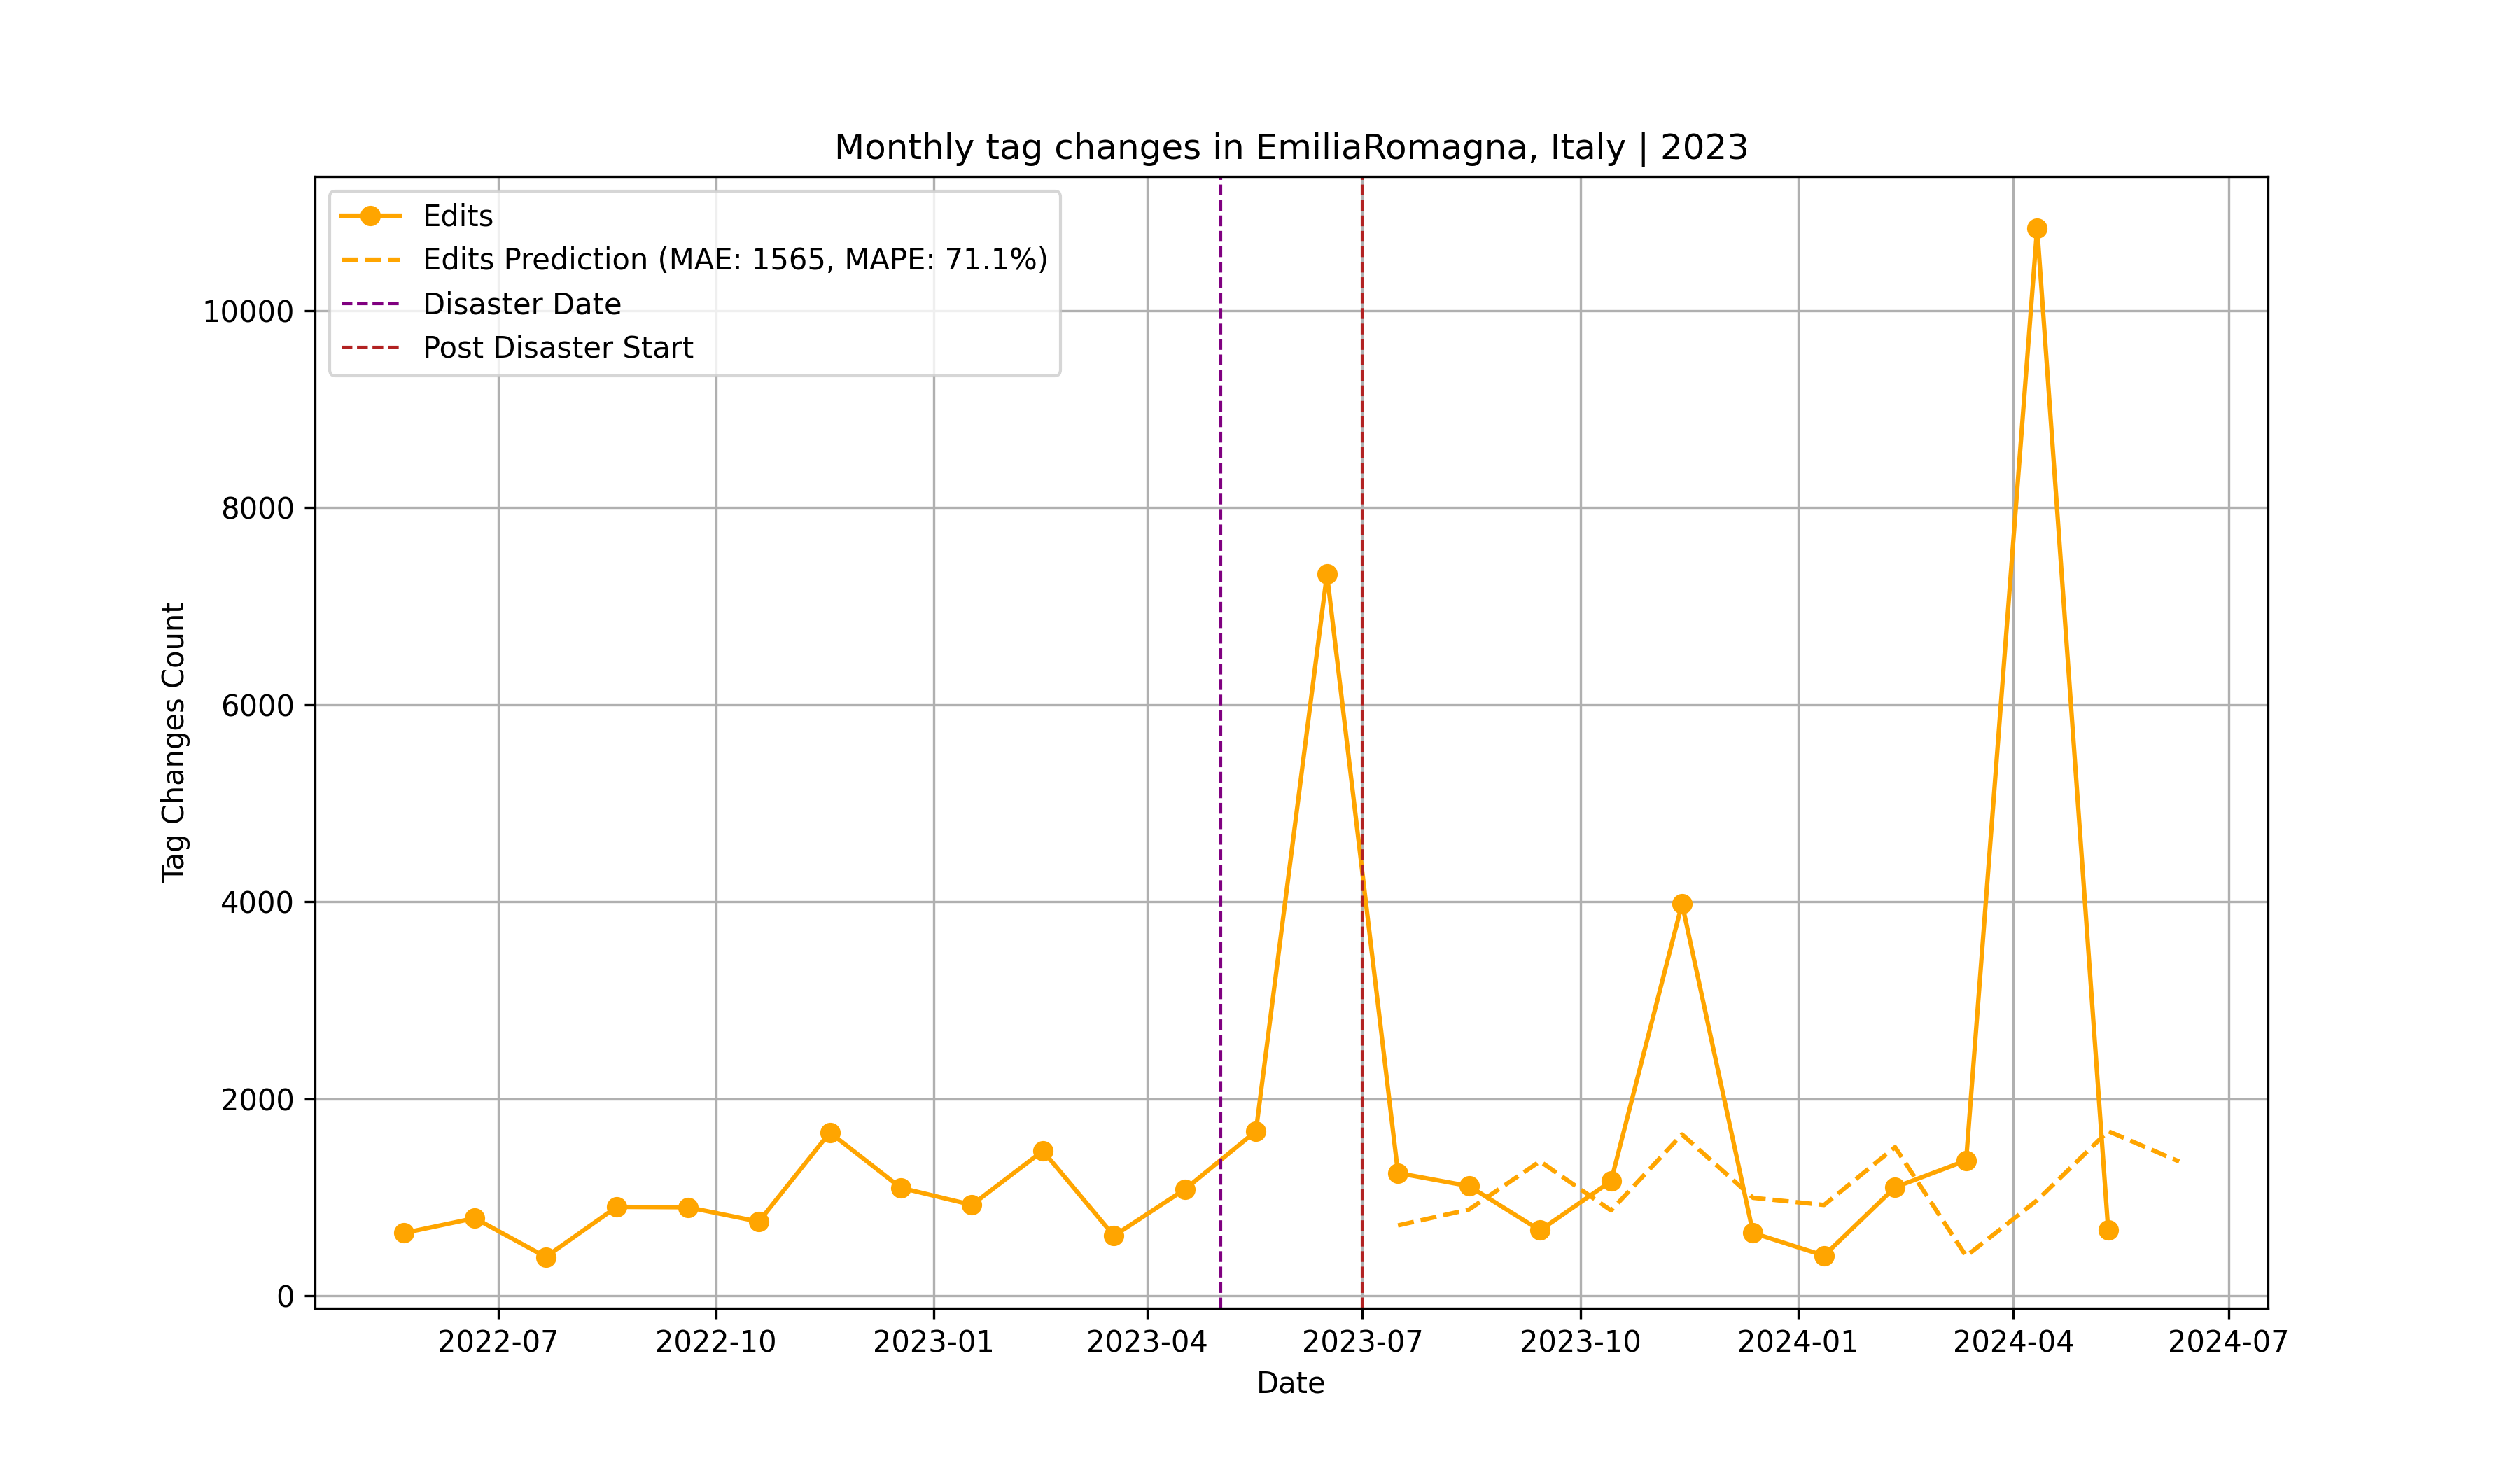 Monthly tag changes in EmiliaRomagna, Italy | 2023
Edits
Edits Prediction (MAE: 1565, MAPE: 71.1%)
Disaster Date
Post Disaster Start
Tag Changes Count
10000
8000
6000
4000
2000
0
2022-07 2022-10 2023-01 2023-04 2023-07 2023-10 2024-01 2024-04 2024-07
Date